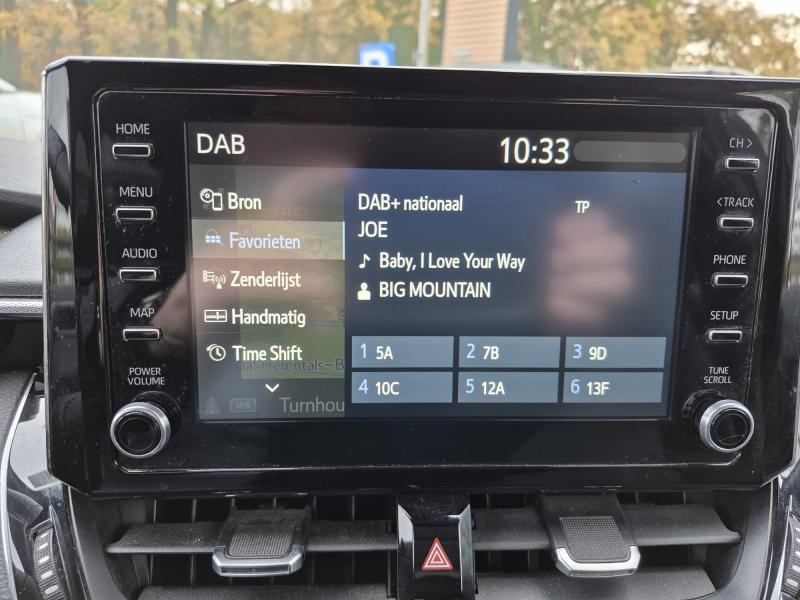 HOME
MENU
AUDIO
MAP
POWER
VOLUME
DAB
10:33
Bron
Favorieten
Zenderlijst
Handmatig
Time Shift
Turnhou
DAB+ nationaal
TP
JOE
Baby, I Love Your Way
BIG MOUNTAIN
1 5A
2 7B
3 9D
4 10C
5 12A
6 13F
CH >
< TRACK
PHONE
SETUP
TUNE
SCROLL